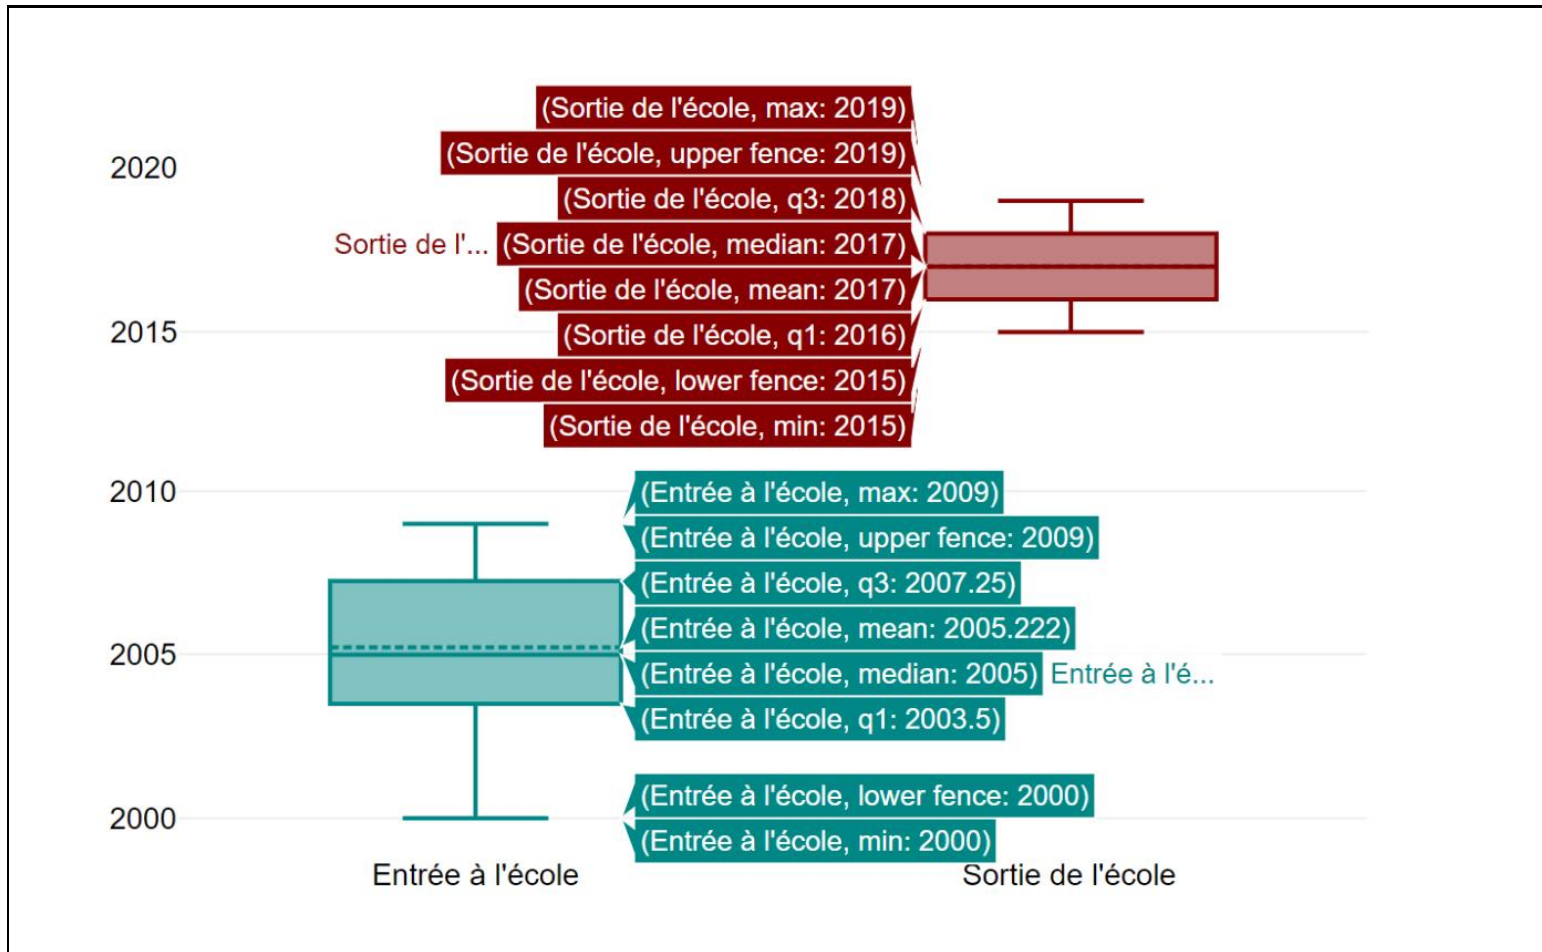 (Sortie de l'école, max: 2019)
2020
(Sortie de l'école, upper fence: 2019)
(Sortie de l'école, q3: 2018)
Sortie de l'... (Sortie de l'école, median: 2017)
(Sortie de l'école, mean: 2017)
2015
(Sortie de l'école, q1: 2016)
(Sortie de l'école, lower fence: 2015)
(Sortie de l'école, min: 2015)
2010
(Entrée à l'école, max: 2009)
(Entrée à l'école, upper fence: 2009)
(Entrée à l'école, q3: 2007.25)
(Entrée à l'école, mean: 2005.222)
2005
(Entrée à l'école, median: 2005) Entrée à l'é...
(Entrée à l'école, q1: 2003.5)
(Entrée à l'école, lower fence: 2000)
2000
(Entrée à l'école, min: 2000)
Entrée à l'école
Sortie de l'école